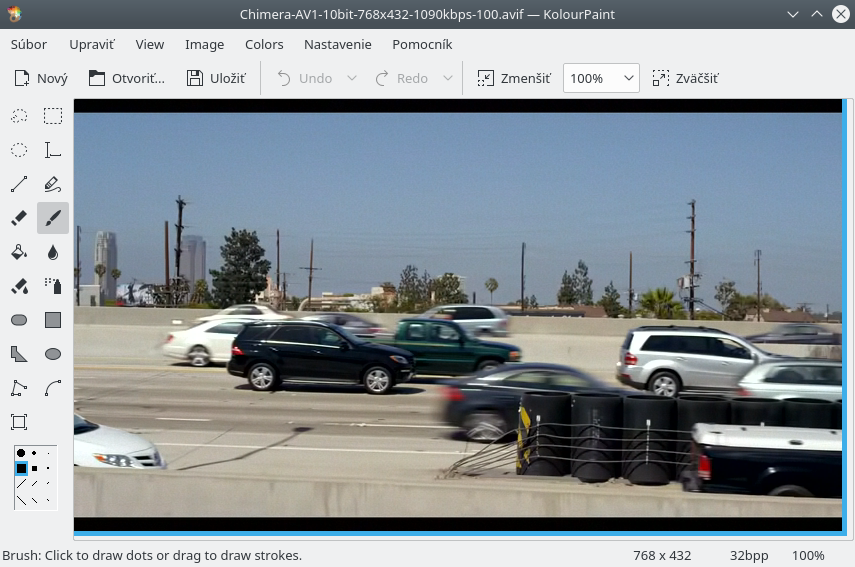 Chimera-AV1-10bit-768x432-1090kbps-100.avif — KolourPaint
Súbor Upraviť View Image Colors Nastavenie Pomocník
Nový Otvoriť... Uložiť Undo Redo Zmenšiť 100% Zväčšiť
Brush: Click to draw dots or drag to draw strokes. 768 x 432 32bpp 100%